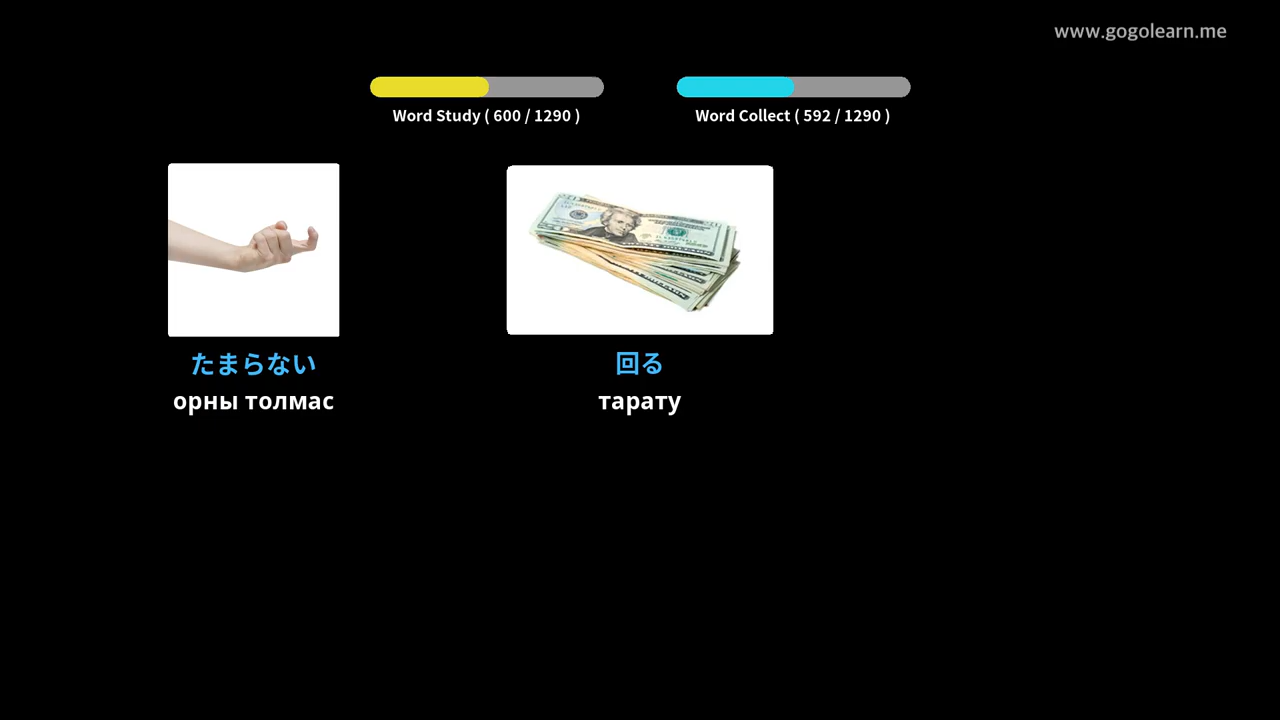 www.gogolearn.me
Word Study ( 600 / 1290 )
Word Collect ( 592 / 1290 )
たまらない
орны толмас
回る
тарату